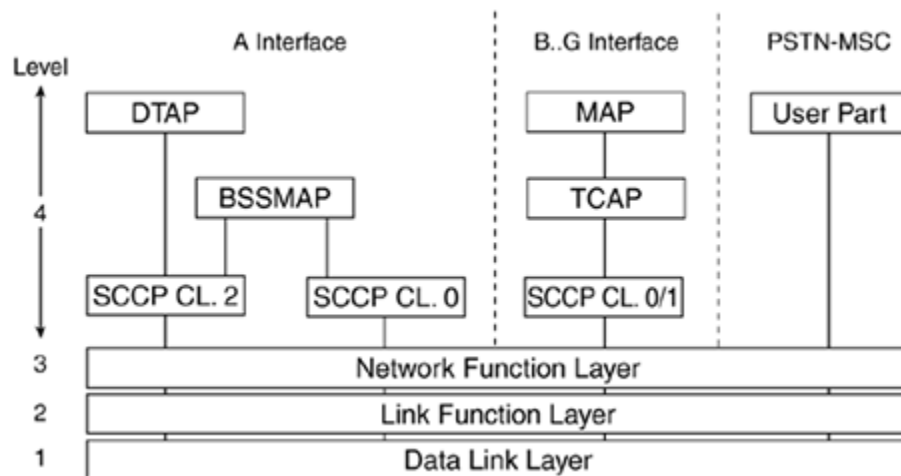 A Interface
B..G Interface
PSTN-MSC
Level
DTAP
MAP
User Part
4
BSSMAP
TCAP
SCCP CL. 2
SCCP CL. 0
SCCP CL. 0/1
3
Network Function Layer
2
Link Function Layer
1
Data Link Layer